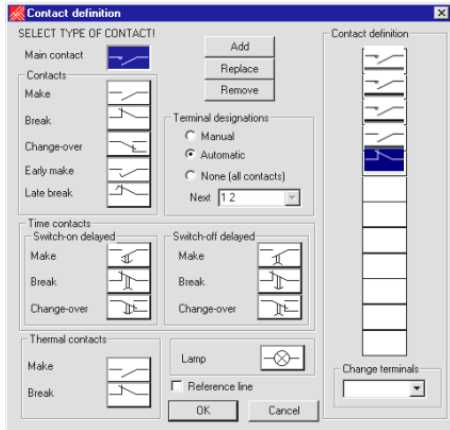 Contact definition
SELECT TYPE OF CONTACT!
Main contact
Add
Replace
Remove
Contacts
Make
Break
Change-over
Early make
Late break
Terminal designations
Manual
Automatic
None (all contacts)
Next 1 2
Time contacts
Switch-on delayed
Make
Break
Change-over
Switch-off delayed
Make
Break
Change-over
Thermal contacts
Make
Break
Lamp
Reference line
OK
Cancel
Contact definition
Change terminals